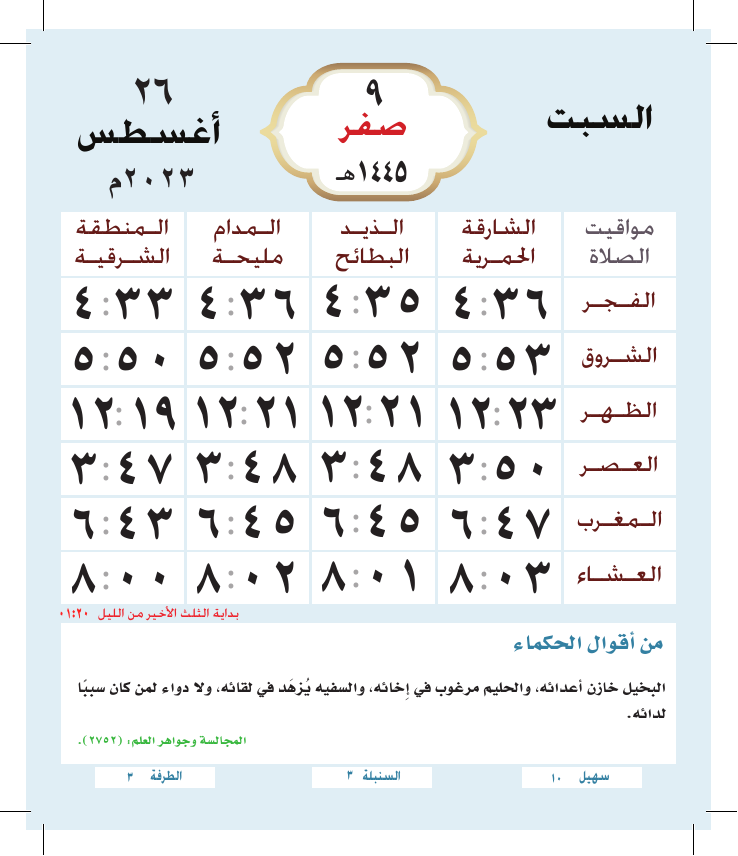 السبت
٩
صفر
١٤٤٥هـ
٢٦
أغسطس
٢٠٢٣م
مواقيت الصلاة | الشارقة الحمرية | الذيد البطائح | المدام مليحة | المنطقة الشرقية
الفجر ٤:٣٦ ٤:٣٥ ٤:٣٦ ٤:٣٣
الشروق ٥:٥٣ ٥:٥٢ ٥:٥٢ ٥:٥٠
الظهر ١٢:٢٣ ١٢:٢١ ١٢:٢١ ١٢:١٩
العصر ٣:٥٠ ٣:٤٨ ٣:٤٨ ٣:٤٧
المغرب ٦:٤٧ ٦:٤٥ ٦:٤٥ ٦:٤٣
العشاء ٨:٠٣ ٨:٠١ ٨:٠٢ ٨:٠٠
بداية الثلث الأخير من الليل ٠١:٢٠
من أقوال الحكماء
البخيل خازن أعدائه، والحليم مرغوب في إخائه، والسفيه يُزهَد في لقائه، ولا دواء لمن كان سببًا
لدائه.
المجالسة وجواهر العلم: (٢٧٥٢).
سهيل ١٠
السنبلة ٣
الطرفة ٣